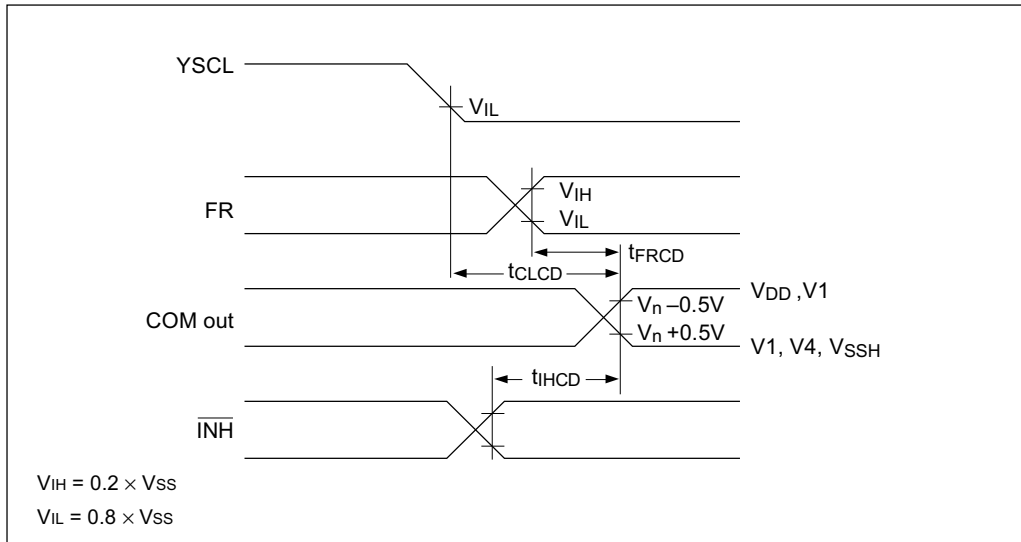 YSCL
VIL
FR
VIH
VIL
tFRCD
tCLCD
COM out
VDD ,V1
Vn –0.5V
Vn +0.5V
V1, V4, VSSH
tIHCD
INH
VIH = 0.2 × VSS
VIL = 0.8 × VSS